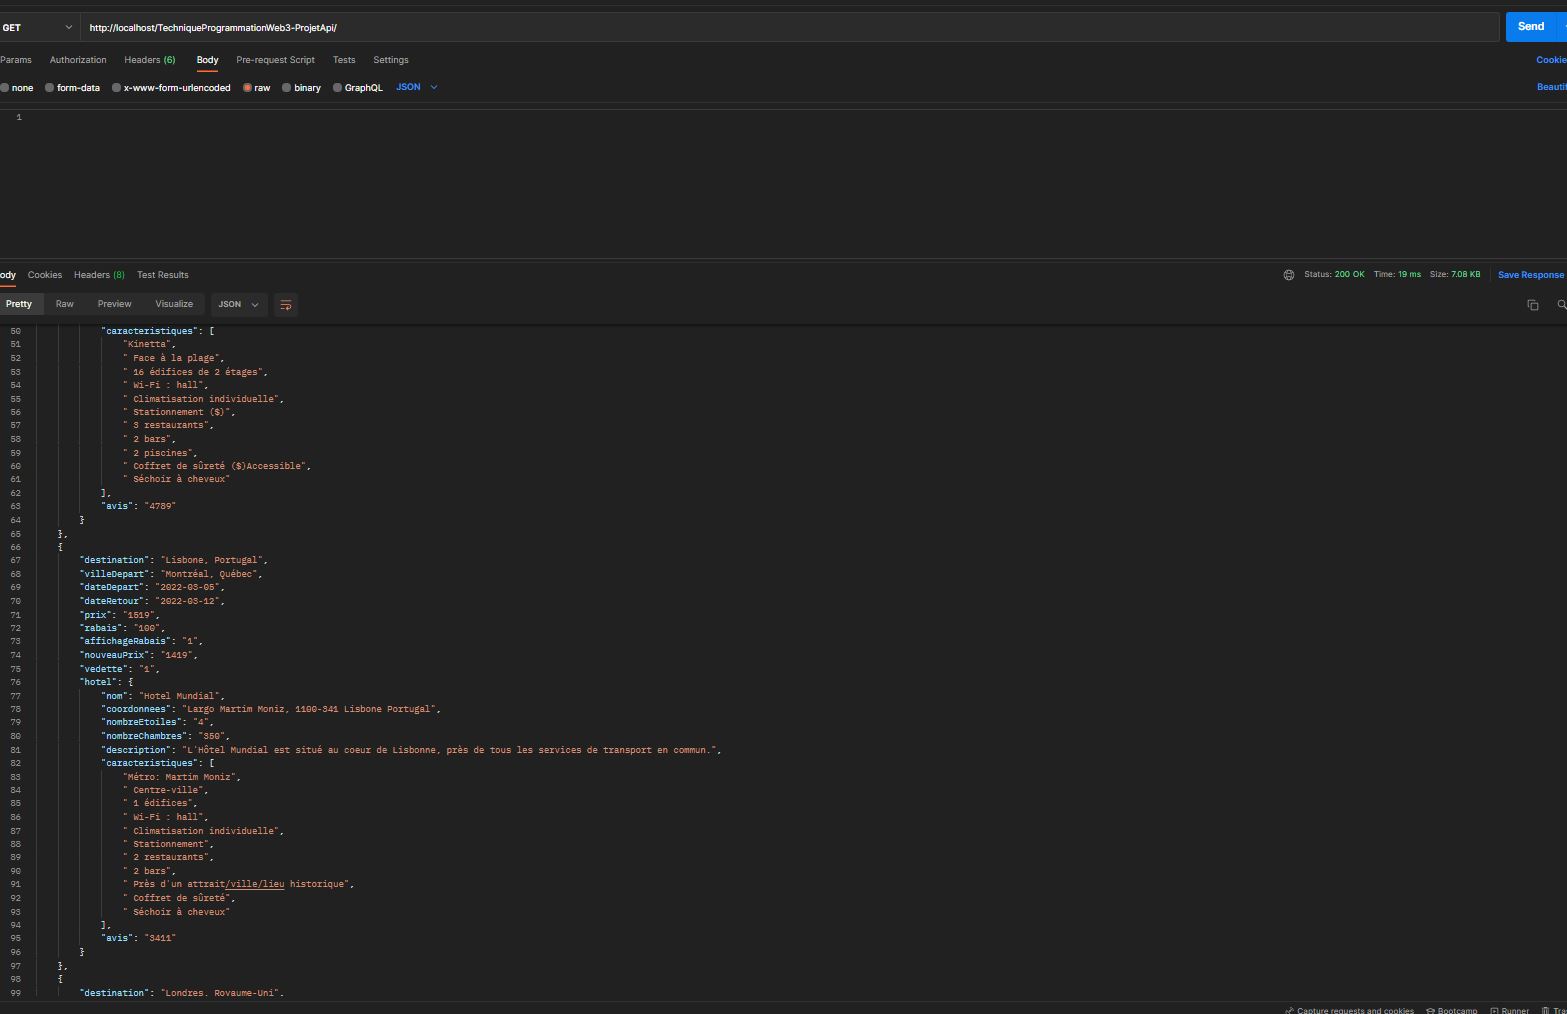 GET http://localhost/TechniqueProgrammationWeb3-ProjetApi/ Send
Params Authorization Headers (6) Body Pre-request Script Tests Settings Cookie
none form-data x-www-form-urlencoded raw binary GraphQL JSON Beautif
1
ody Cookies Headers (8) Test Results Status: 200 OK Time: 19 ms Size: 7.08 KB Save Response
Pretty Raw Preview Visualize JSON
50 "caracteristiques": [
51 "Kinetta",
52 " Face à la plage",
53 " 16 édifices de 2 étages",
54 " Wi-Fi : hall",
55 " Climatisation individuelle",
56 " Stationnement ($)",
57 " 3 restaurants",
58 " 2 bars",
59 " 2 piscines",
60 " Coffret de sûreté ($)Accessible",
61 " Séchoir à cheveux"
62 ],
63 "avis": "4789"
64 }
65 },
66 {
67 "destination": "Lisbone, Portugal",
68 "villeDepart": "Montréal, Québec",
69 "dateDepart": "2022-03-05",
70 "dateRetour": "2022-03-12",
71 "prix": "1519",
72 "rabais": "100",
73 "affichageRabais": "1",
74 "nouveauPrix": "1419",
75 "vedette": "1",
76 "hotel": {
77 "nom": "Hotel Mundial",
78 "coordonnees": "Largo Martim Moniz, 1100-341 Lisbone Portugal",
79 "nombreEtoiles": "4",
80 "nombreChambres": "350",
81 "description": "L'Hôtel Mundial est situé au coeur de Lisbonne, près de tous les services de transport en commun.",
82 "caracteristiques": [
83 "Métro: Martim Moniz",
84 " Centre-ville",
85 " 1 édifices",
86 " Wi-Fi : hall",
87 " Climatisation individuelle",
88 " Stationnement",
89 " 2 restaurants",
90 " 2 bars",
91 " Près d'un attrait/ville/lieu historique",
92 " Coffret de sûreté",
93 " Séchoir à cheveux"
94 ],
95 "avis": "3411"
96 }
97 },
98 {
99 "destination": "Londres, Royaume-Uni",
Capture requests and cookies Bootcamp Runner Tra